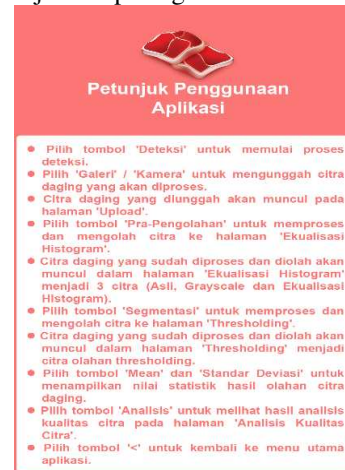 Petunjuk Penggunaan
Aplikasi
• Pilih tombol 'Deteksi' untuk memulai proses
deteksi.
• Pilih 'Galeri' / 'Kamera' untuk mengunggah citra
daging yang akan diproses.
• Citra daging yang diunggah akan muncul pada
halaman 'Upload'.
• Pilih tombol 'Pra-Pengolahan' untuk memproses
dan mengolah citra ke halaman 'Ekualisasi
Histogram'.
• Citra daging yang sudah diproses dan diolah akan
muncul dalam halaman 'Ekualisasi Histogram'
menjadi 3 citra (Asli, Grayscale dan Ekualisasi
Histogram).
• Pilih tombol 'Segmentasi' untuk memproses dan
mengolah citra ke halaman 'Thresholding'.
• Citra daging yang sudah diproses dan diolah akan
muncul dalam halaman 'Thresholding' menjadi
citra olahan thresholding.
• Pilih tombol 'Mean' dan 'Standar Deviasi' untuk
menampilkan nilai statistik hasil olahan citra
daging.
• Pilih tombol 'Analisis' untuk melihat hasil analisis
kualitas citra pada halaman 'Analisis Kualitas
Citra'.
• Pilih tombol '<' untuk kembali ke menu utama
aplikasi.